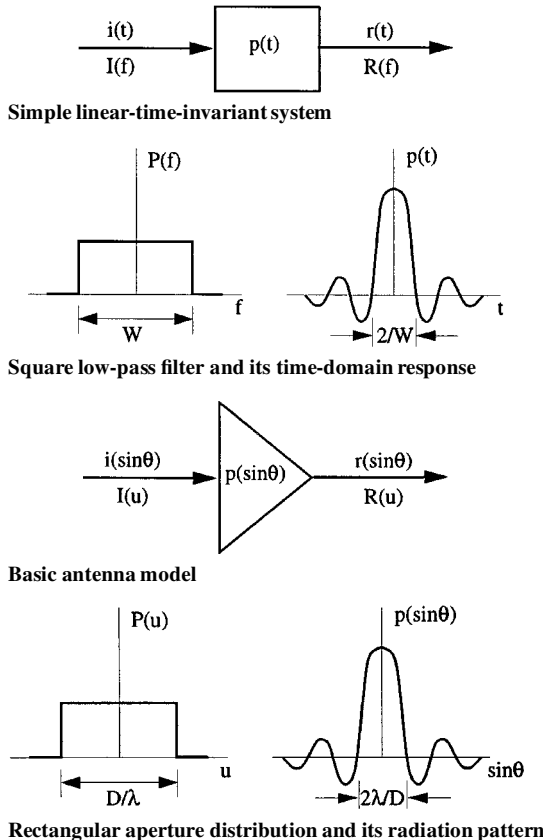 i(t)
I(f)
p(t)
r(t)
R(f)
Simple linear-time-invariant system
P(f)
f
W
p(t)
t
2/W
Square low-pass filter and its time-domain response
i(sinθ)
I(u)
p(sinθ)
r(sinθ)
R(u)
Basic antenna model
P(u)
u
D/λ
p(sinθ)
sinθ
2λ/D
Rectangular aperture distribution and its radiation pattern